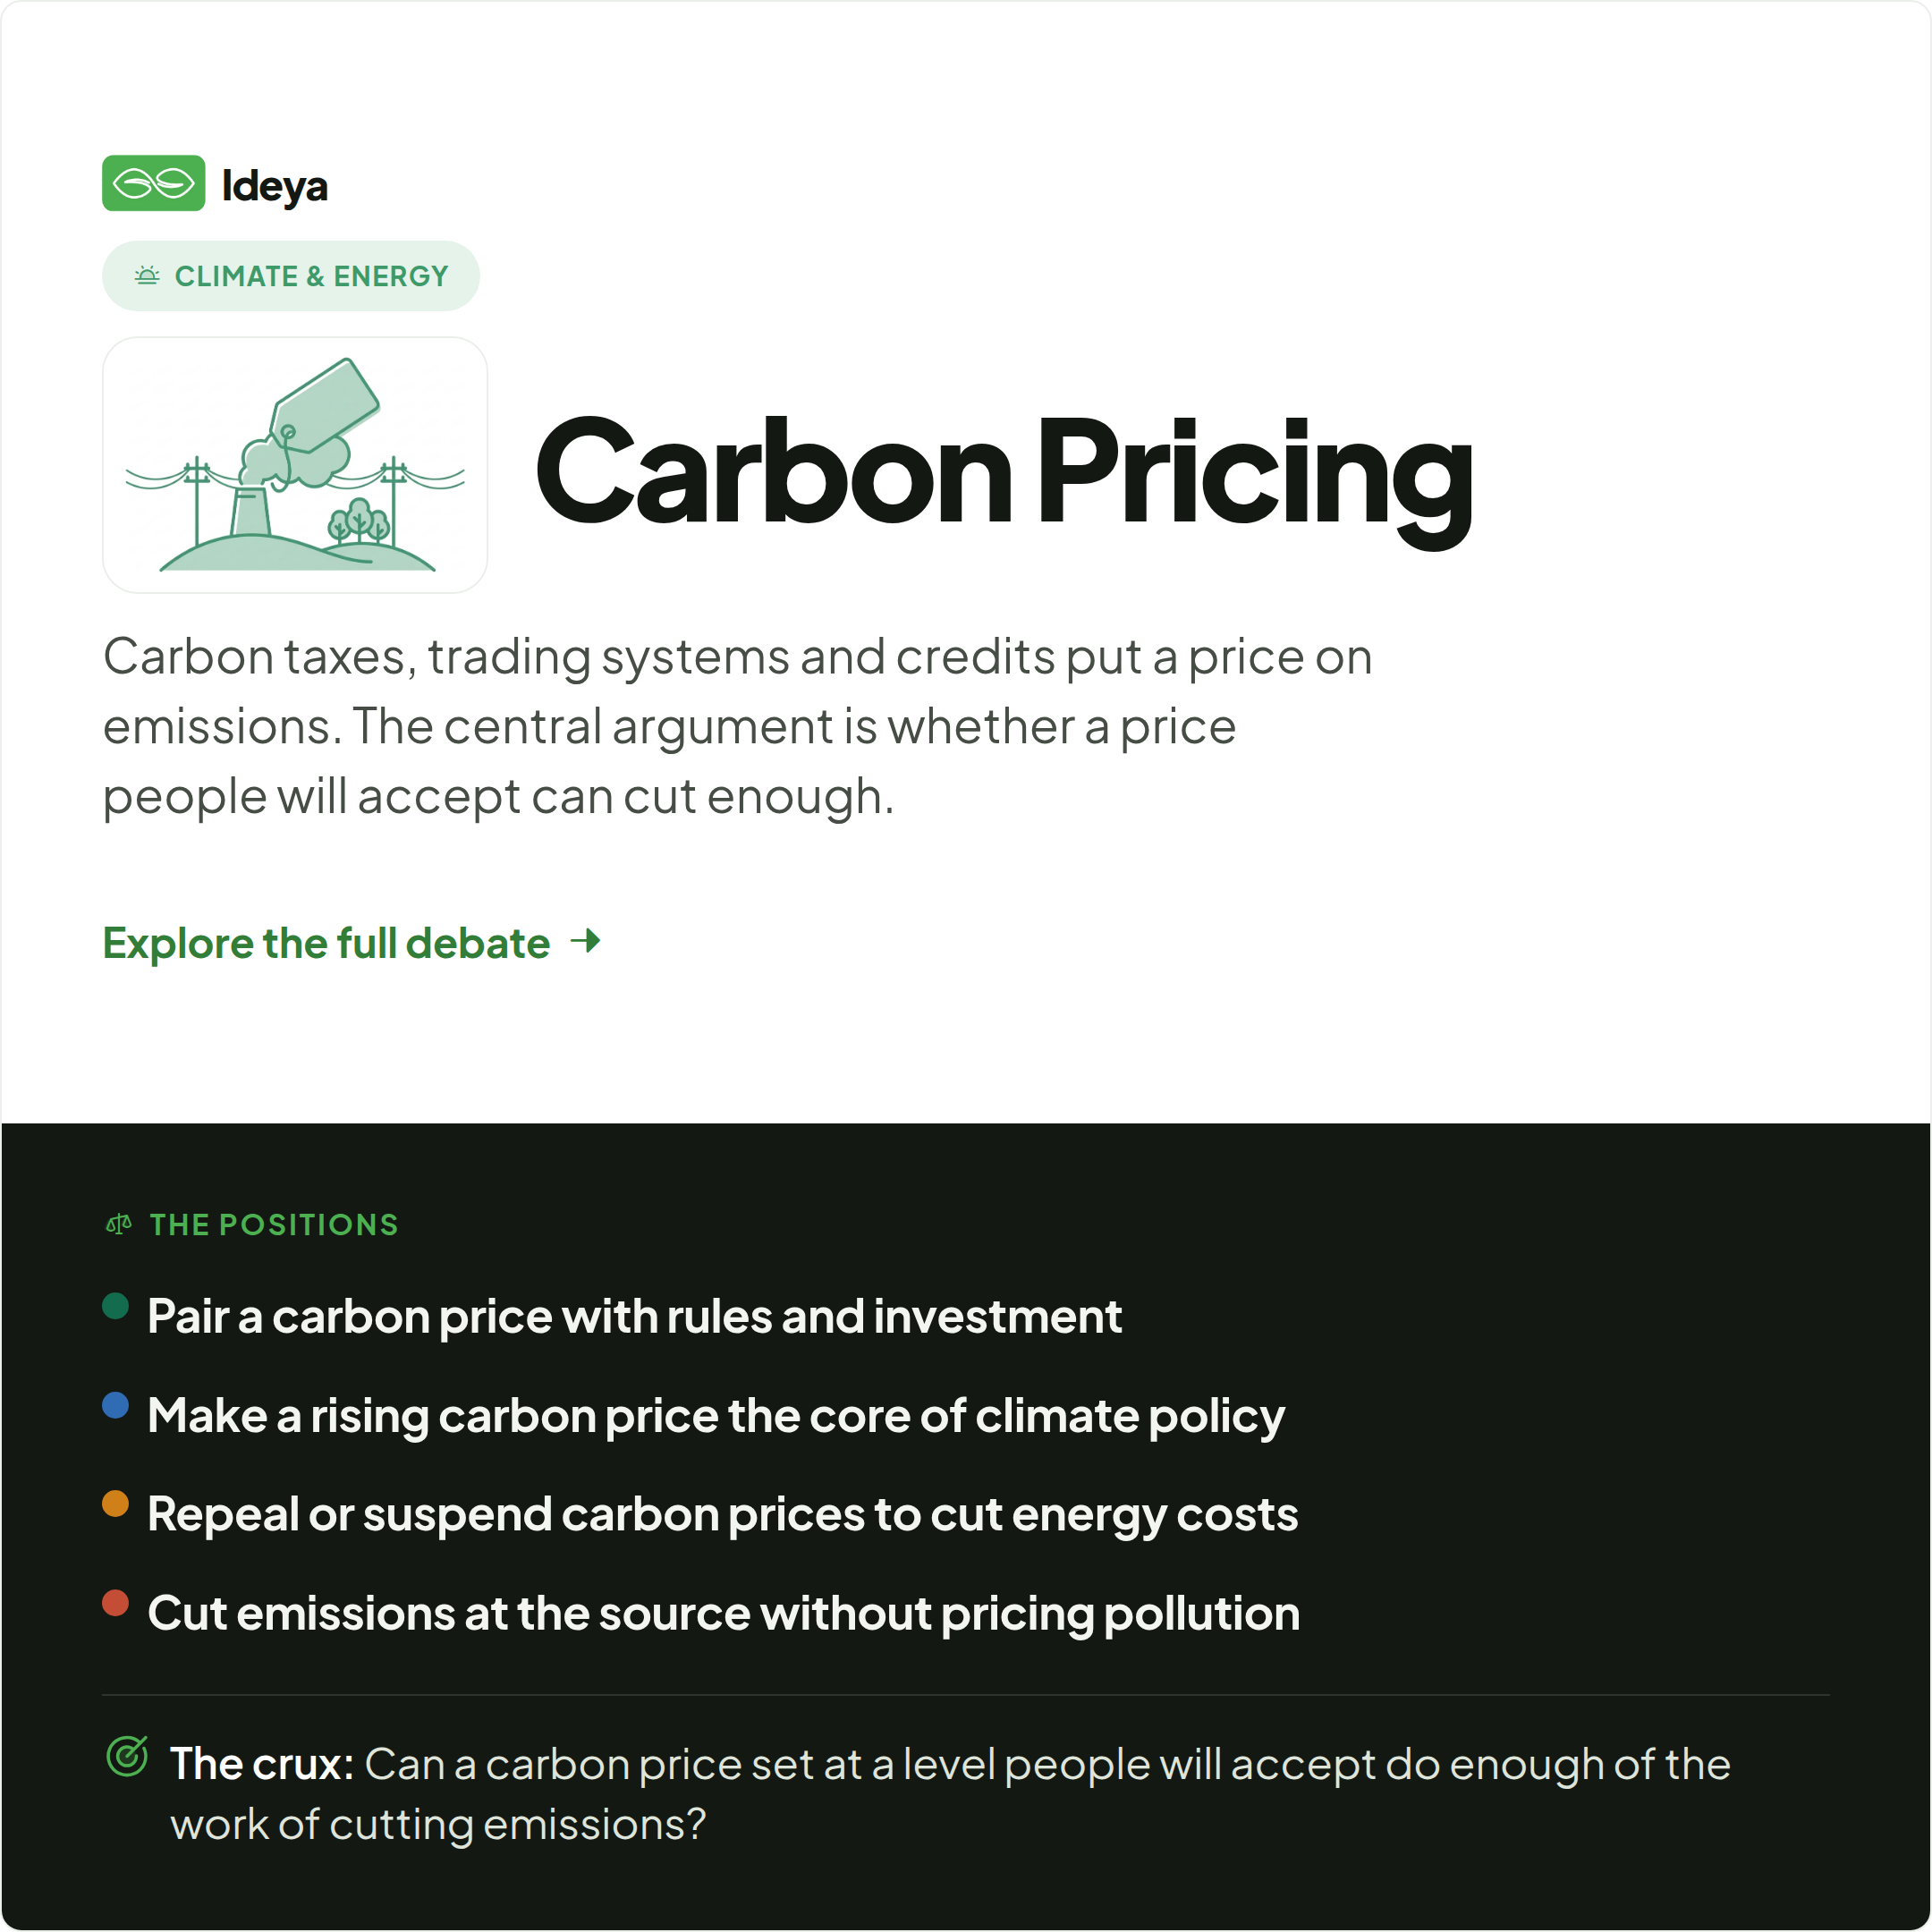 Ideya
CLIMATE & ENERGY
Carbon Pricing
Carbon taxes, trading systems and credits put a price on
emissions. The central argument is whether a price
people will accept can cut enough.
Explore the full debate
THE POSITIONS
Pair a carbon price with rules and investment
Make a rising carbon price the core of climate policy
Repeal or suspend carbon prices to cut energy costs
Cut emissions at the source without pricing pollution
The crux: Can a carbon price set at a level people will accept do enough of the
work of cutting emissions?